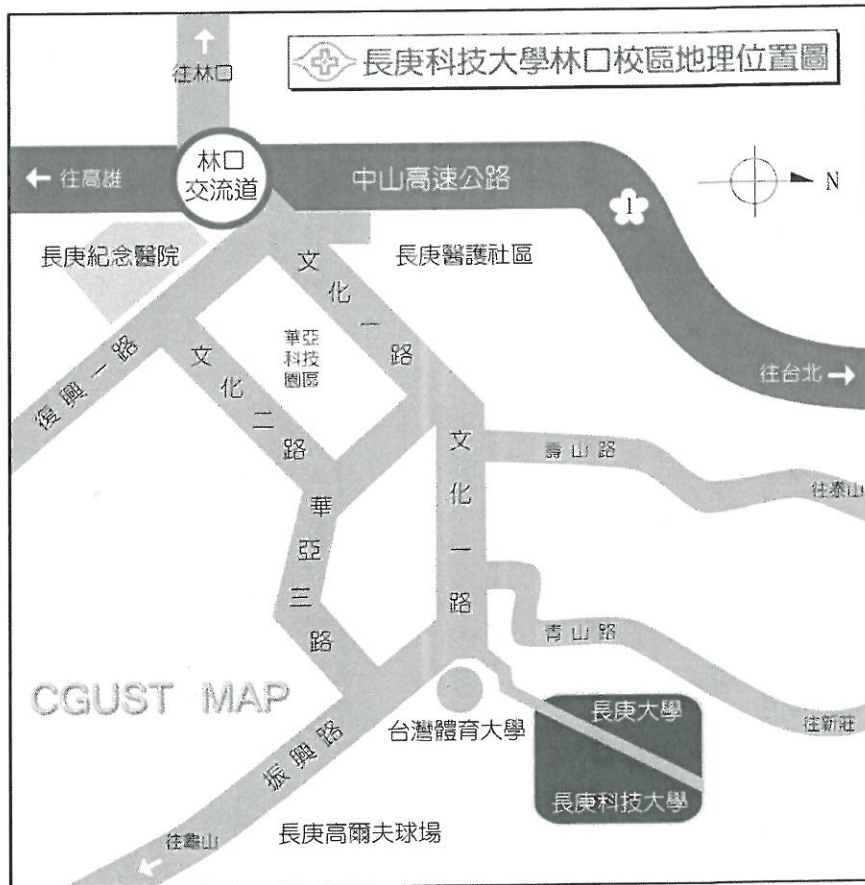 往林口
長庚科技大學林口校區地理位置圖
林口
交流道
往高雄
中山高速公路
1
N
長庚紀念醫院
長庚醫護社區
文化一路
華亞
科技
園區
復興一路
文化二路
往台北
文化一路
壽山路
往泰山
華亞三路
青山路
CGUST MAP
長庚大學
往新莊
台灣體育大學
振興路
長庚科技大學
往龜山
長庚高爾夫球場